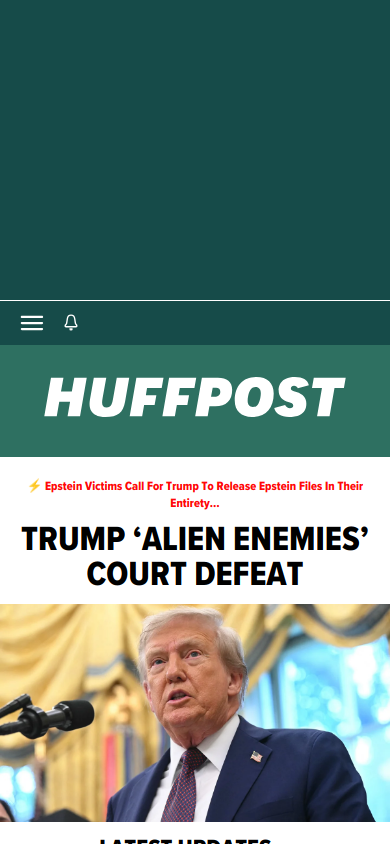 HUFFPOST
⚡ Epstein Victims Call For Trump To Release Epstein Files In Their
Entirety...
TRUMP ‘ALIEN ENEMIES’
COURT DEFEAT
LATEST UPDATES